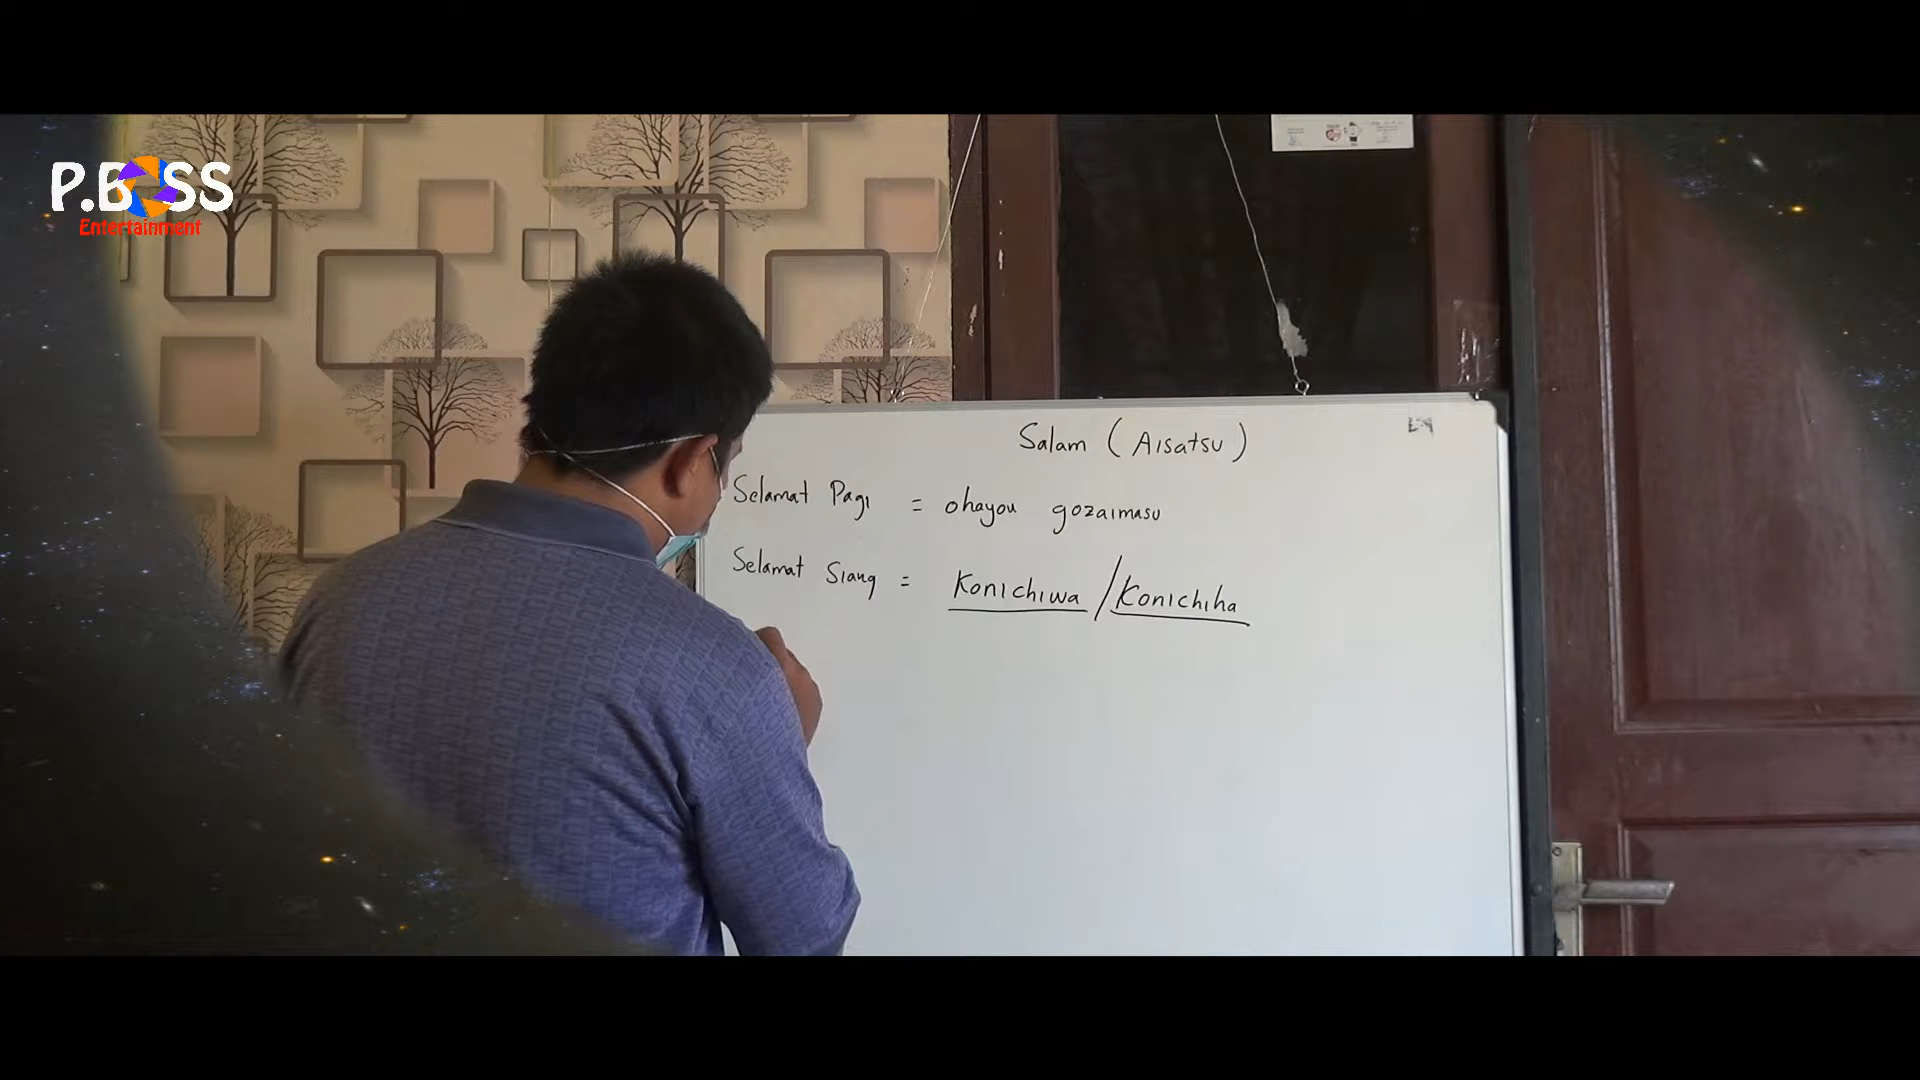 P.BOSS
Entertainment
Salam (Aisatsu)
Selamat Pagi = ohayou gozaimasu
Selamat Siang = Konichiwa / Konichiha